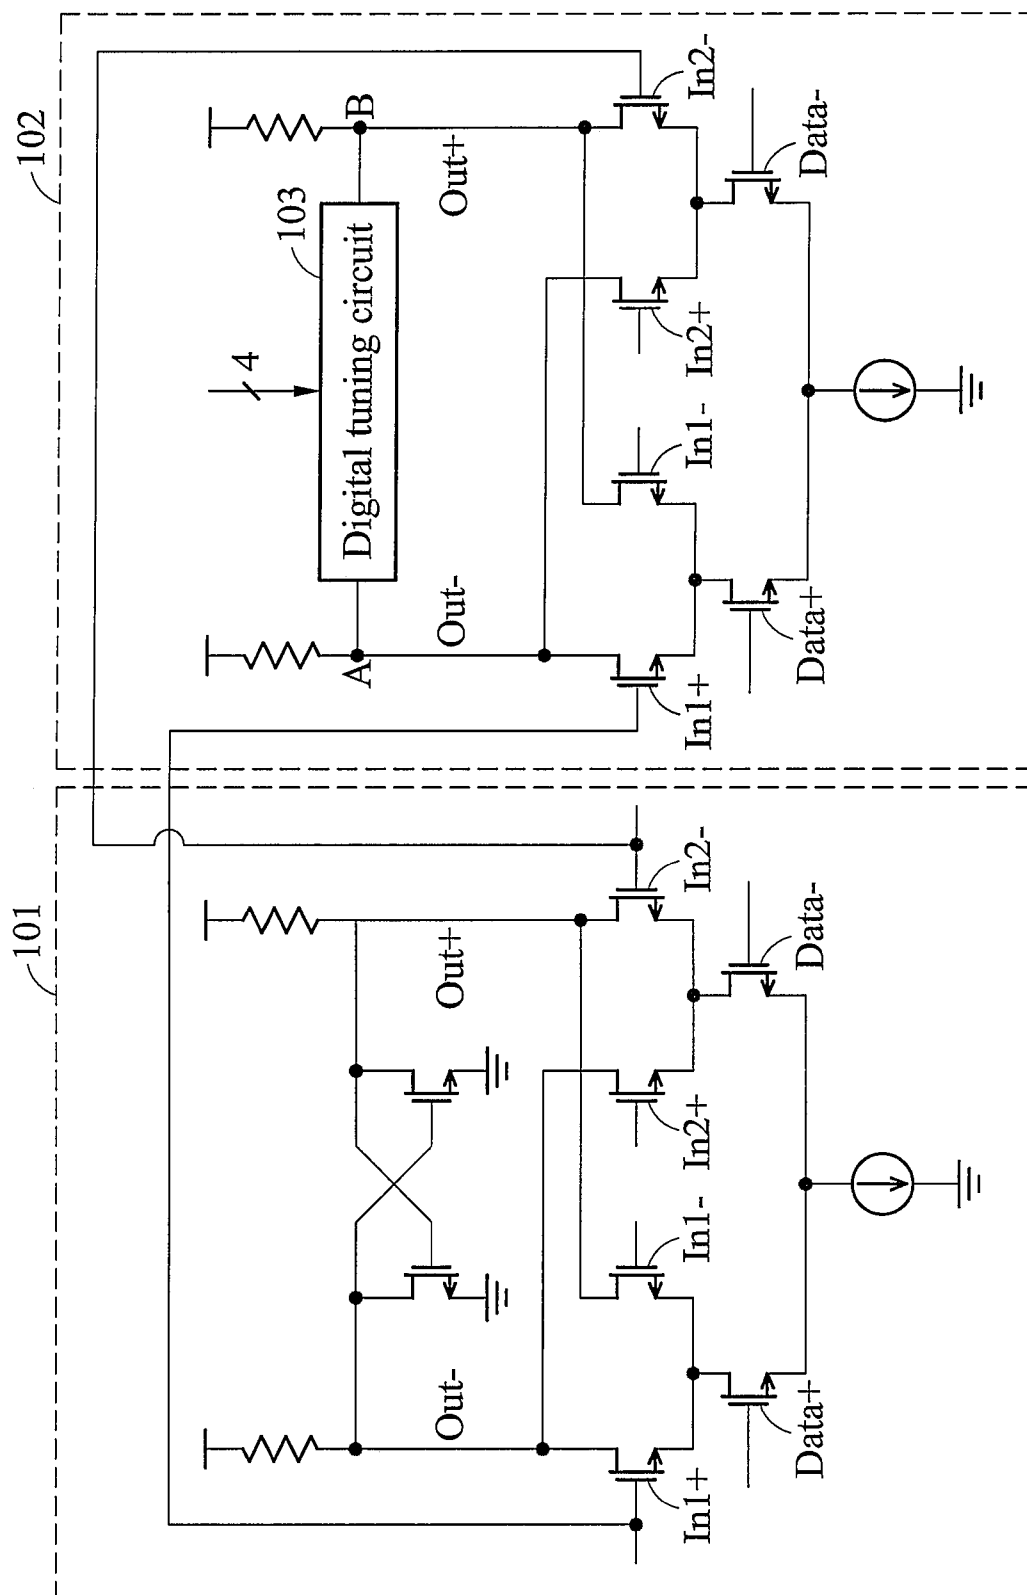 101
Out-
Out+
In1+
In1-
In2+
In2-
Data+
Data-
102
4
103
Digital tuning circuit
A
B
Out-
Out+
In1+
In1-
In2+
In2-
Data+
Data-